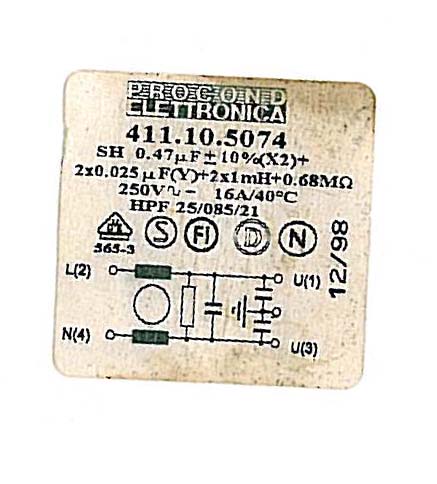 PROCOND
ELETTRONICA
411.10.5074
SH 0.47µF±10%(X2)+
2x0.025µF(Y)+2x1mH+0.68MΩ
250V∿- 16A/40°C
HPF 25/085/21
565-3
S FI D N
12/98
L(2) U(1)
N(4) U(3)